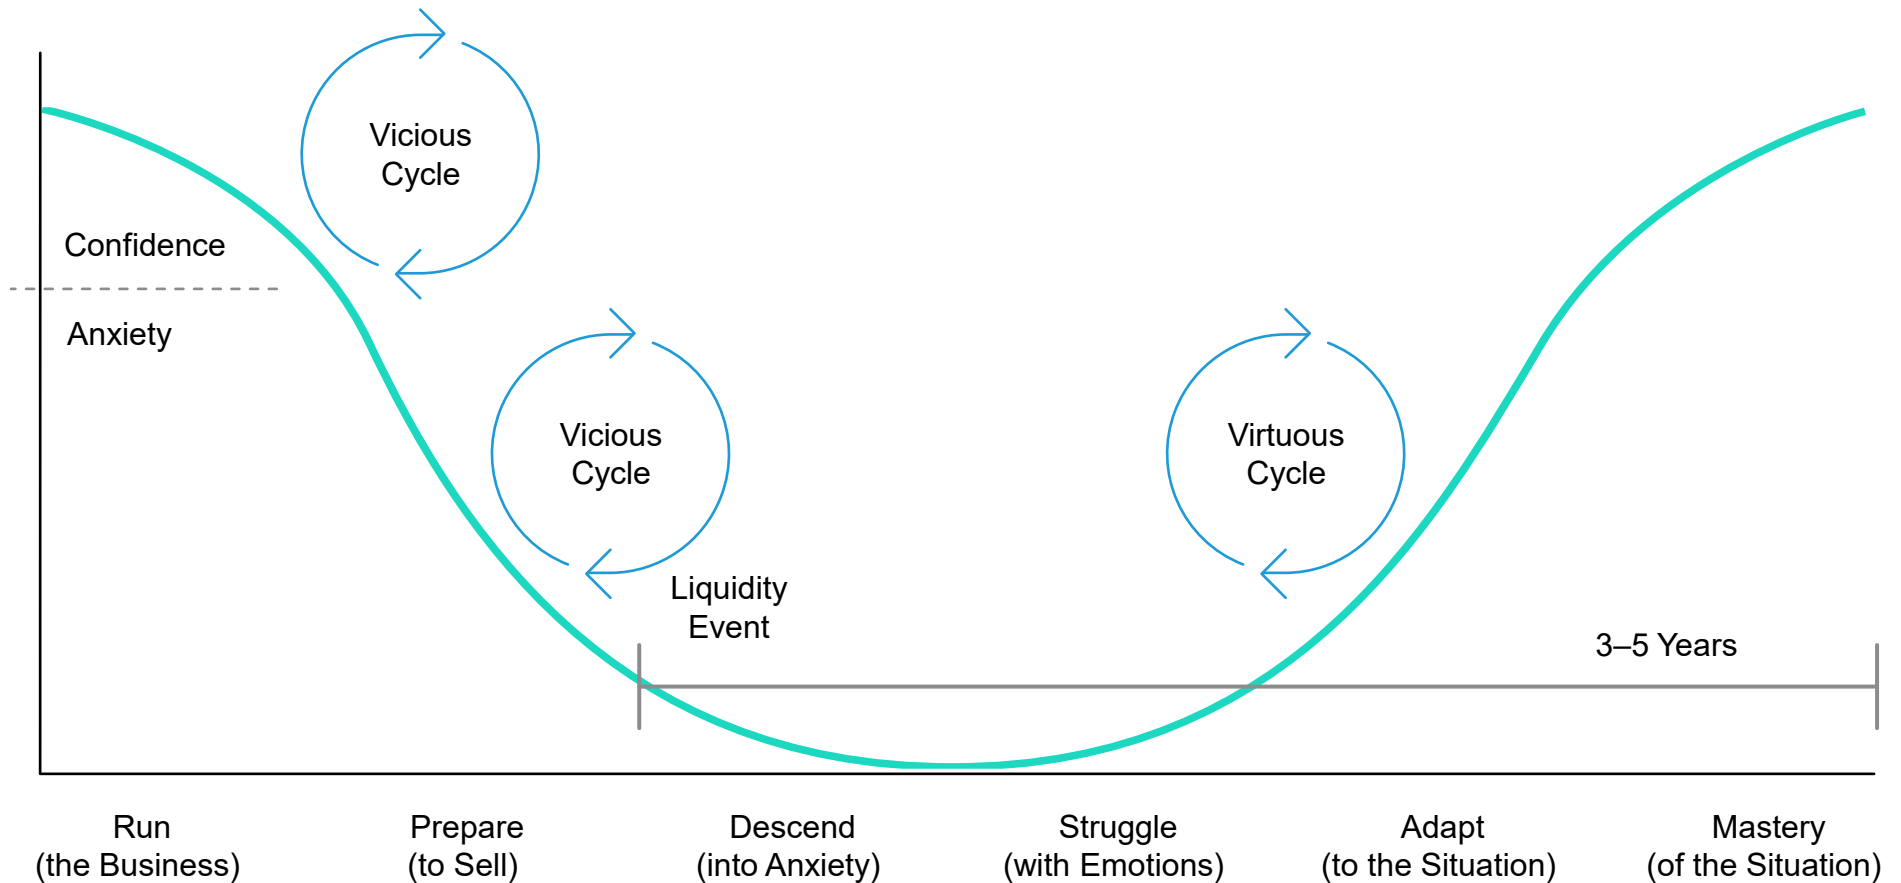 Vicious
Cycle
Confidence
Anxiety
Vicious
Cycle
Virtuous
Cycle
Liquidity
Event
3–5 Years
Run
(the Business)
Prepare
(to Sell)
Descend
(into Anxiety)
Struggle
(with Emotions)
Adapt
(to the Situation)
Mastery
(of the Situation)